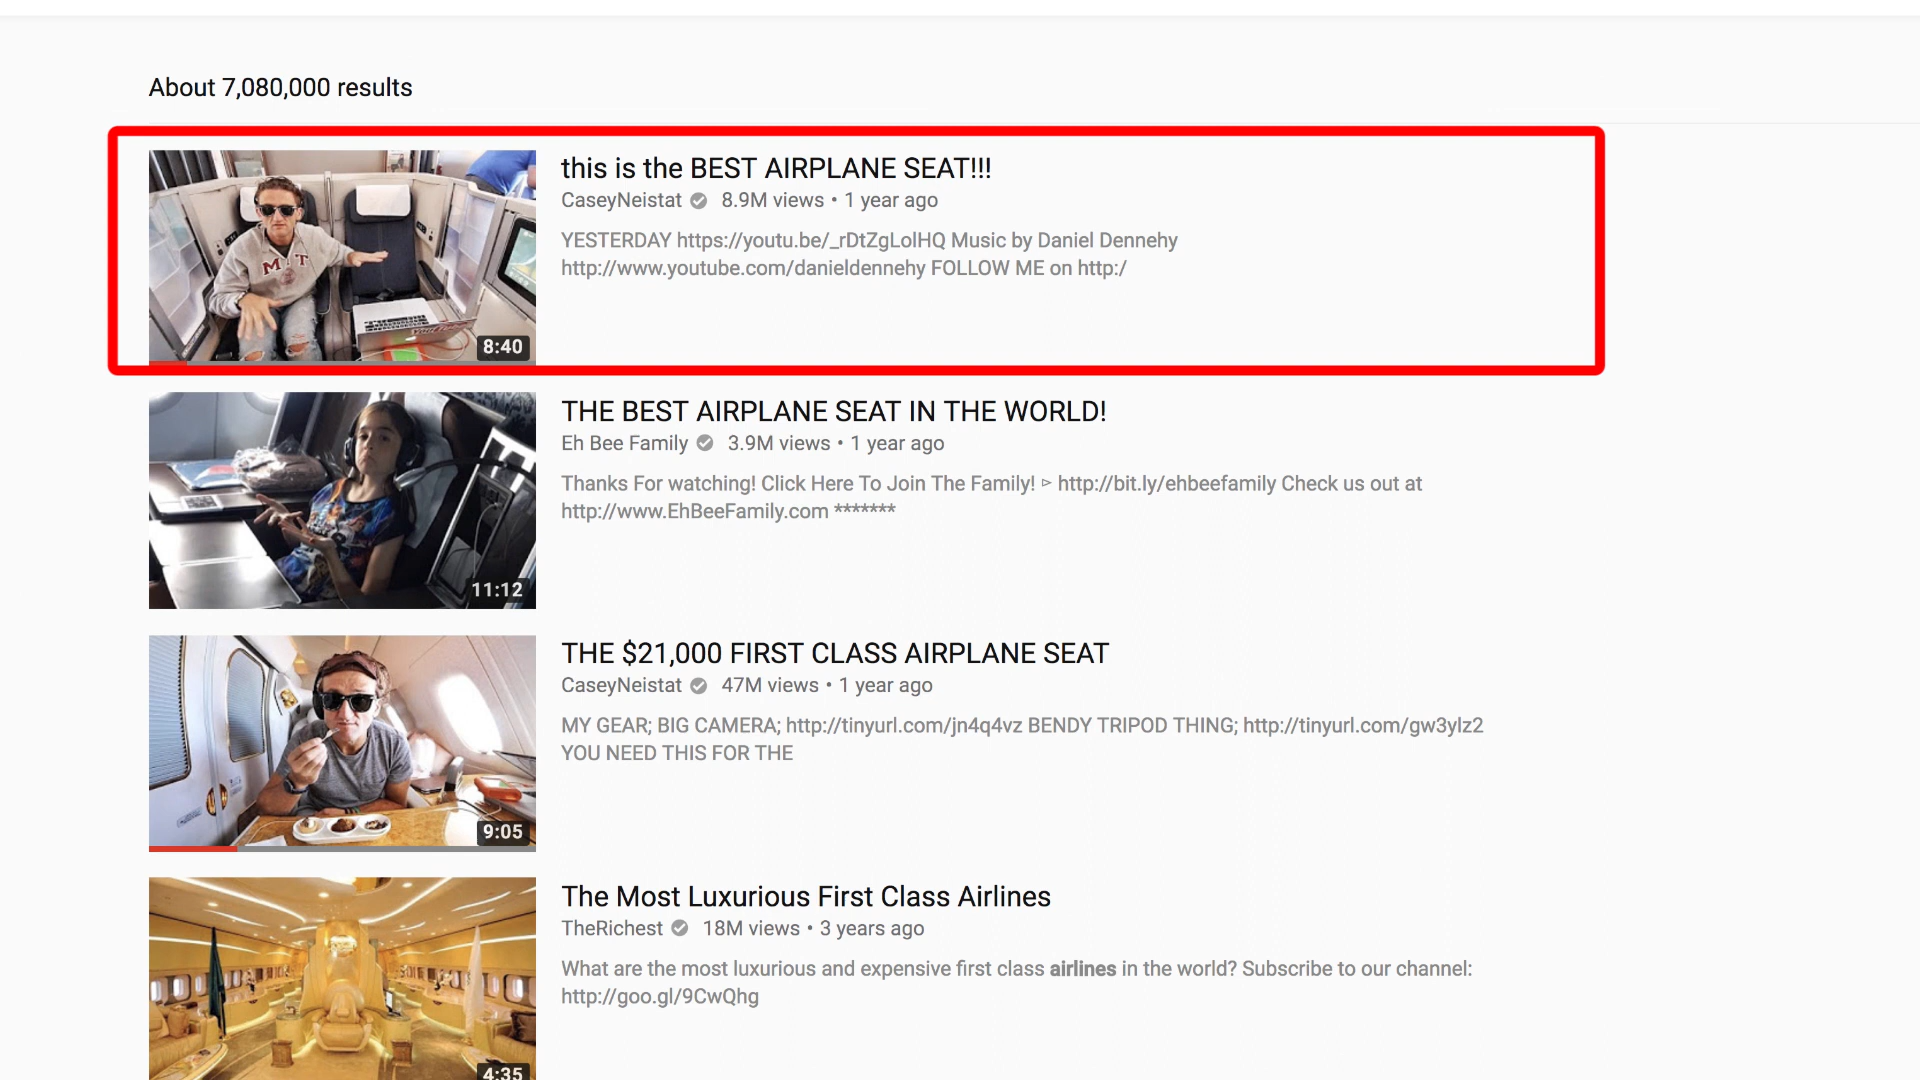 About 7,080,000 results
this is the BEST AIRPLANE SEAT!!!
CaseyNeistat 8.9M views • 1 year ago
YESTERDAY https://youtu.be/_rDtZgLolHQ Music by Daniel Dennehy
http://www.youtube.com/danieldennehy FOLLOW ME on http:/
MIT
8:40
THE BEST AIRPLANE SEAT IN THE WORLD!
Eh Bee Family 3.9M views • 1 year ago
Thanks For watching! Click Here To Join The Family! ▹ http://bit.ly/ehbeefamily Check us out at
http://www.EhBeeFamily.com *******
11:12
THE $21,000 FIRST CLASS AIRPLANE SEAT
CaseyNeistat 47M views • 1 year ago
MY GEAR; BIG CAMERA; http://tinyurl.com/jn4q4vz BENDY TRIPOD THING; http://tinyurl.com/gw3ylz2
YOU NEED THIS FOR THE
9:05
The Most Luxurious First Class Airlines
TheRichest 18M views • 3 years ago
What are the most luxurious and expensive first class airlines in the world? Subscribe to our channel:
http://goo.gl/9CwQhg
4:35